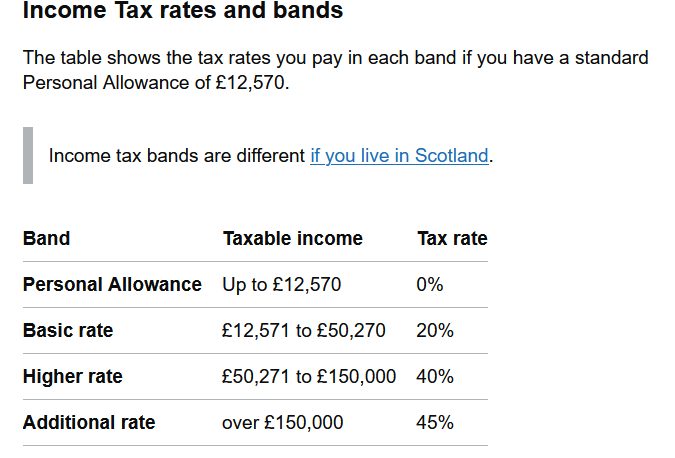 Income Tax rates and bands
The table shows the tax rates you pay in each band if you have a standard
Personal Allowance of £12,570.
Income tax bands are different if you live in Scotland.
Band Taxable income Tax rate
Personal Allowance Up to £12,570 0%
Basic rate £12,571 to £50,270 20%
Higher rate £50,271 to £150,000 40%
Additional rate over £150,000 45%